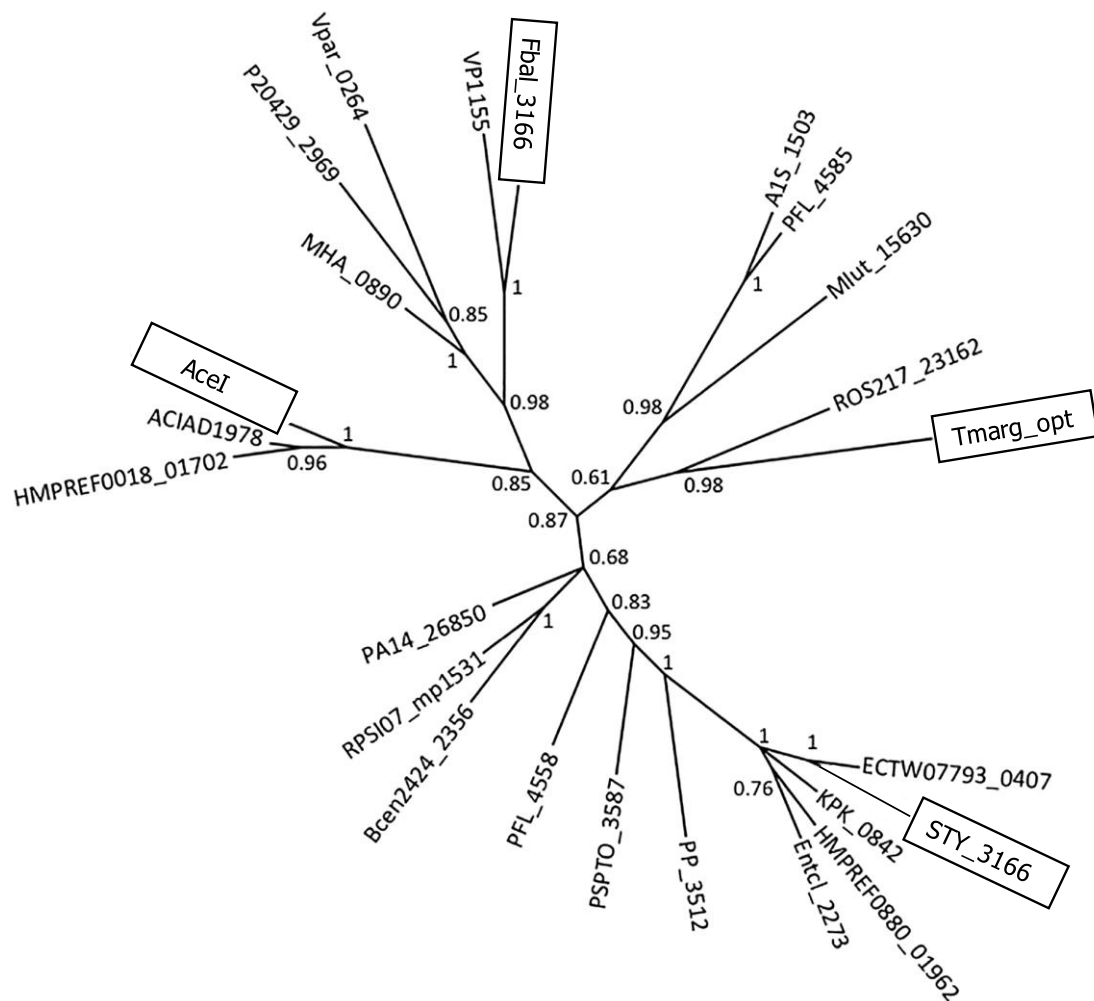 Vpar_0264
P20429_2969
VP1155
Fbal_3166
A1S_1503
PFL_4585
MHA_0890
Mlut_15630
1
1
0.85
1
AceI
ROS217_23162
0.98
0.98
Tmarg_opt
ACIAD1978
1
HMPREF0018_01702
0.96
0.85
0.61
0.98
0.87
0.68
PA14_26850
0.83
1
0.95
RPSI07_mp1531
1
Bcen2424_2356
PFL_4558
PSPTO_3587
PP_3512
1
1
0.76
ECTW07793_0407
KPK_0842
STY_3166
HMPREF0880_01962
Entcl_2273